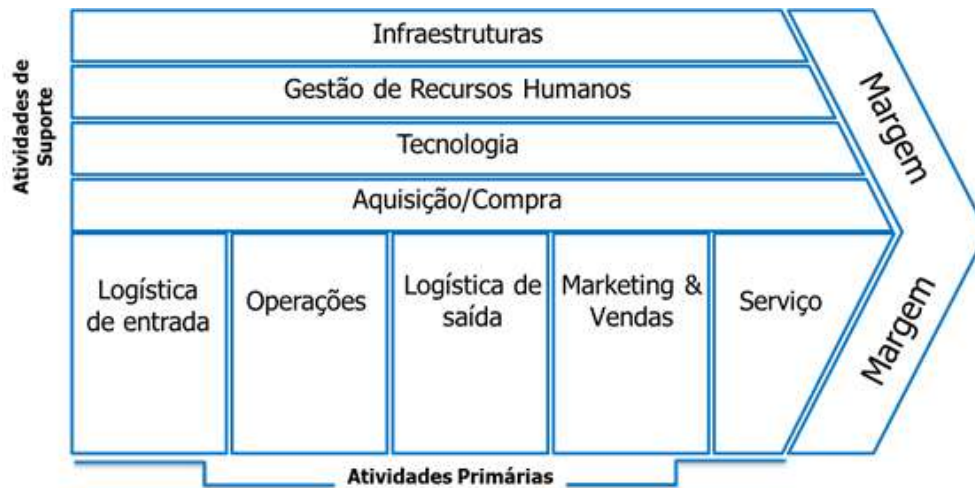 Atividades de
Suporte
Infraestruturas
Gestão de Recursos Humanos
Tecnologia
Aquisição/Compra
Margem
Logística
de entrada
Operações
Logística de
saída
Marketing &
Vendas
Serviço
Margem
Atividades Primárias